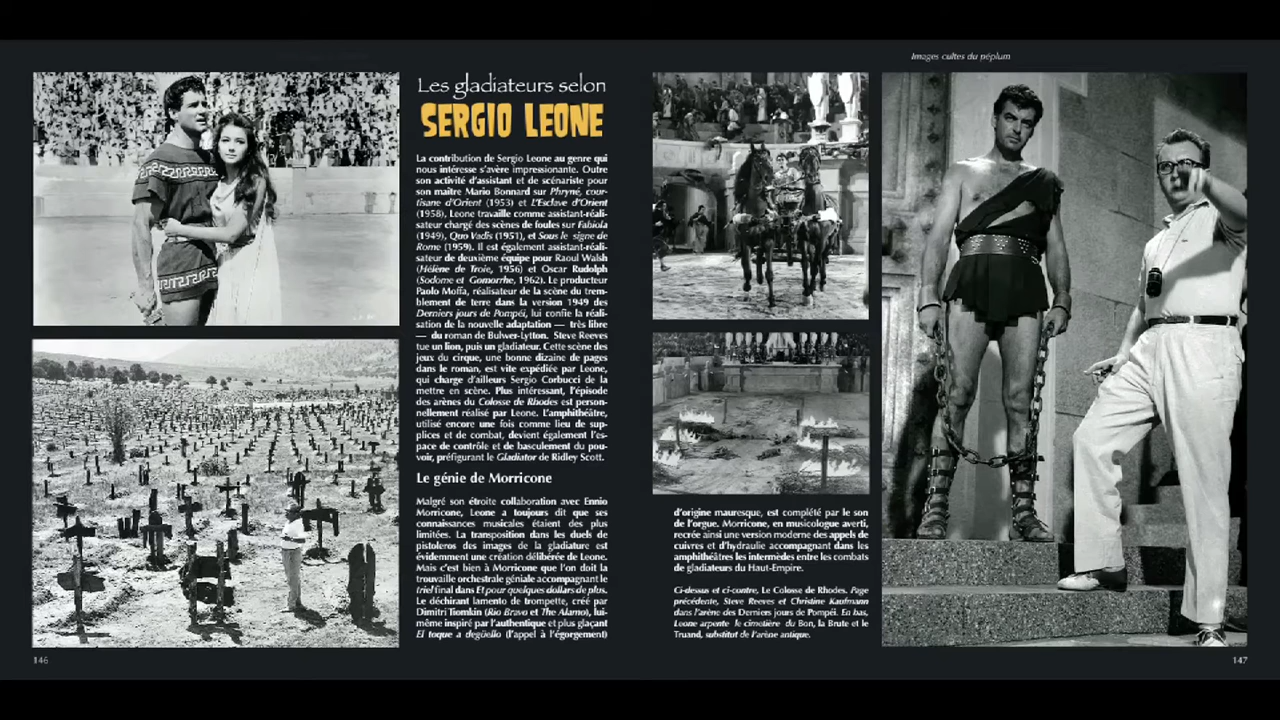 Images cultes du péplum
Les gladiateurs selon
SERGIO LEONE
La contribution de Sergio Leone au genre qui
nous intéresse s'avère impressionante. Outre
son activité d'assistant et de scénariste pour
son maître Mario Bonnard sur Phryné, cour-
tisane d'Orient (1953) et L'Esclave d'Orient
(1958), Leone travaille comme assistant-réali-
sateur chargé des scènes de foules sur Fabiola
(1949), Quo Vadis (1951), et Sous le signe de
Rome (1959). Il est également assistant-réali-
sateur de deuxième équipe pour Raoul Walsh
(Hélène de Troie, 1956) et Oscar Rudolph
(Sodome et Gomorrhe, 1962). Le producteur
Paolo Moffa, réalisateur de la scène du trem-
blement de terre dans la version 1949 des
Derniers jours de Pompéi, lui confie la réali-
sation de la nouvelle adaptation — très libre
— du roman de Bulwer-Lytton. Steve Reeves
tue un lion, puis un gladiateur. Cette scène des
jeux du cirque, une bonne dizaine de pages
dans le roman, est vite expédiée par Leone,
qui charge d'ailleurs Sergio Corbucci de la
mettre en scène. Plus intéressant, l'épisode
des arènes du Colosse de Rhodes est person-
nellement réalisé par Leone. L'amphithéâtre,
utilisé encore une fois comme lieu de sup-
plices et de combat, devient également l'es-
pace de contrôle et de basculement du pou-
voir, préfigurant le Gladiator de Ridley Scott.
Le génie de Morricone
Malgré son étroite collaboration avec Ennio
Morricone, Leone a toujours dit que ses
connaissances musicales étaient des plus
limitées. La transposition dans les duels de
pistoleros des images de la gladiature est
évidemment une création délibérée de Leone.
Mais c'est bien à Morricone que l'on doit la
trouvaille orchestrale géniale accompagnant le
triel final dans Et pour quelques dollars de plus.
Le déchirant lamento de trompette, créé par
Dimitri Tiomkin (Rio Bravo et The Alamo), lui-
même inspiré par l'authentique et plus glaçant
El toque a degüello (l'appel à l'égorgement)
d'origine mauresque, est complété par le son
de l'orgue. Morricone, en musicologue averti,
recrée ainsi une version moderne des appels de
cuivres et d'hydraulie accompagnant dans les
amphithéâtres les intermèdes entre les combats
de gladiateurs du Haut-Empire.
Ci-dessus et ci-contre, Le Colosse de Rhodes. Page
précédente, Steve Reeves et Christine Kaufmann
dans l'arène des Derniers jours de Pompéi. En bas,
Leone arpente le cimetière du Bon, la Brute et le
Truand, substitut de l'arène antique.
146
147